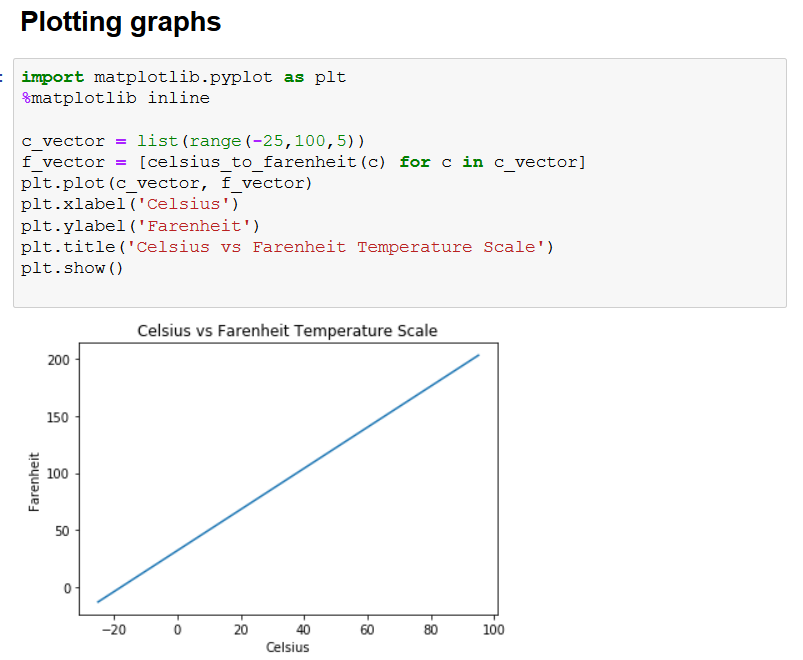 Plotting graphs
:
import matplotlib.pyplot as plt
%matplotlib inline
c_vector = list(range(-25,100,5))
f_vector = [celsius_to_farenheit(c) for c in c_vector]
plt.plot(c_vector, f_vector)
plt.xlabel('Celsius')
plt.ylabel('Farenheit')
plt.title('Celsius vs Farenheit Temperature Scale')
plt.show()
Celsius vs Farenheit Temperature Scale
Farenheit
200
150
100
50
0
−20 0 20 40 60 80 100
Celsius